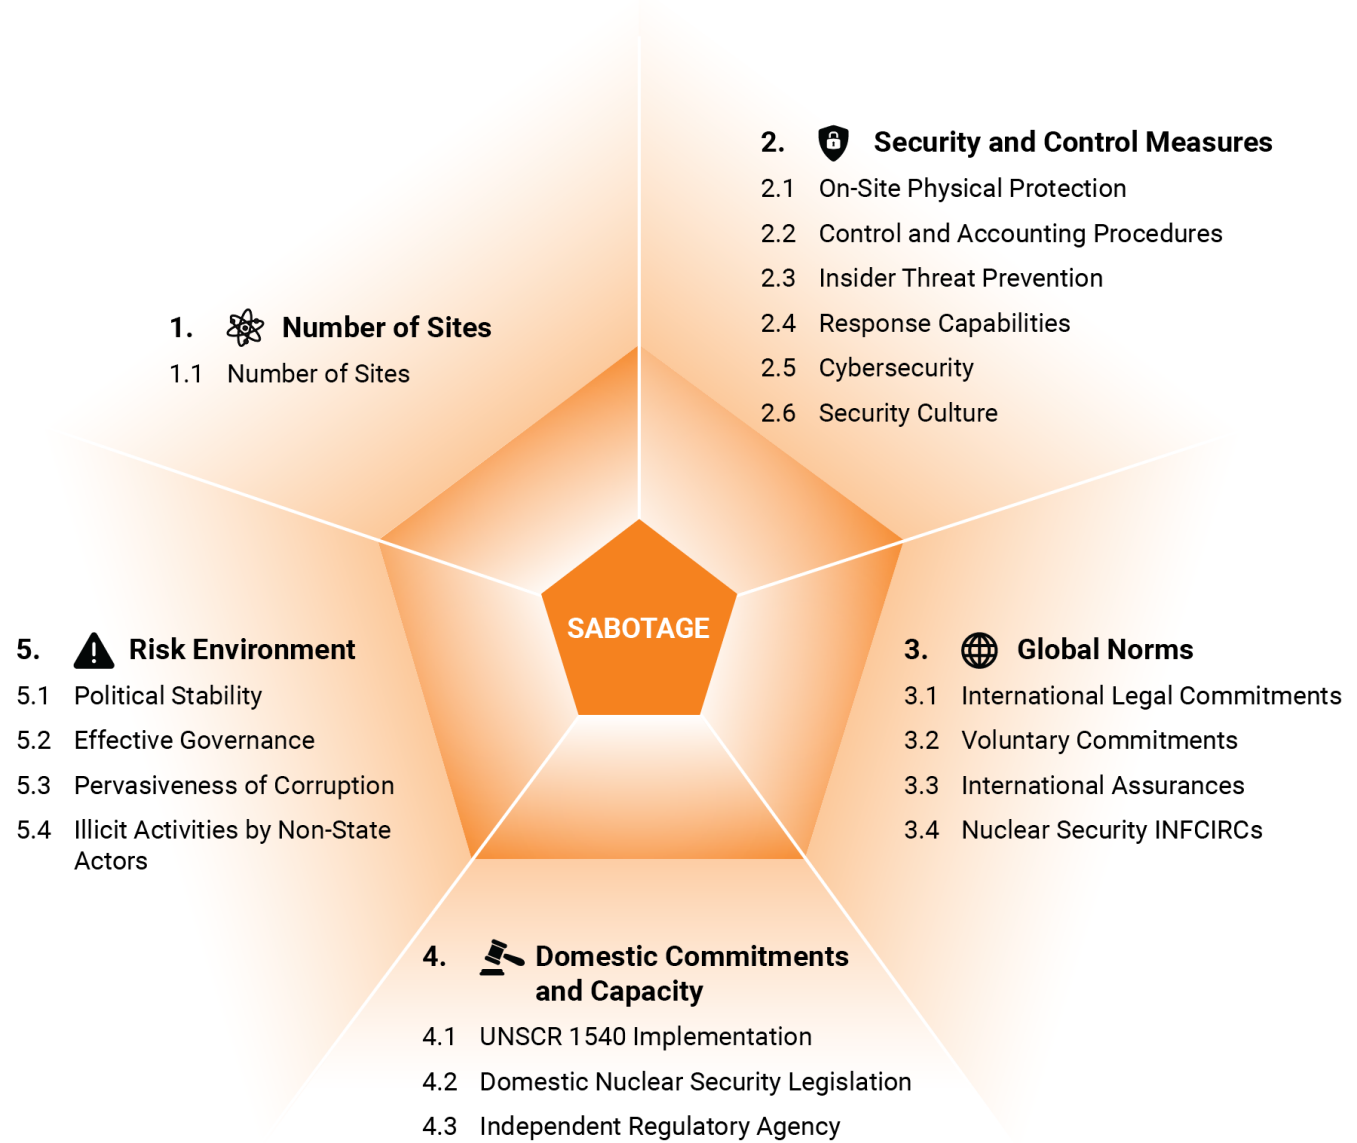 1. Number of Sites
1.1 Number of Sites
2. Security and Control Measures
2.1 On-Site Physical Protection
2.2 Control and Accounting Procedures
2.3 Insider Threat Prevention
2.4 Response Capabilities
2.5 Cybersecurity
2.6 Security Culture
SABOTAGE
3. Global Norms
3.1 International Legal Commitments
3.2 Voluntary Commitments
3.3 International Assurances
3.4 Nuclear Security INFCIRCs
4. Domestic Commitments
and Capacity
4.1 UNSCR 1540 Implementation
4.2 Domestic Nuclear Security Legislation
4.3 Independent Regulatory Agency
5. Risk Environment
5.1 Political Stability
5.2 Effective Governance
5.3 Pervasiveness of Corruption
5.4 Illicit Activities by Non-State
Actors